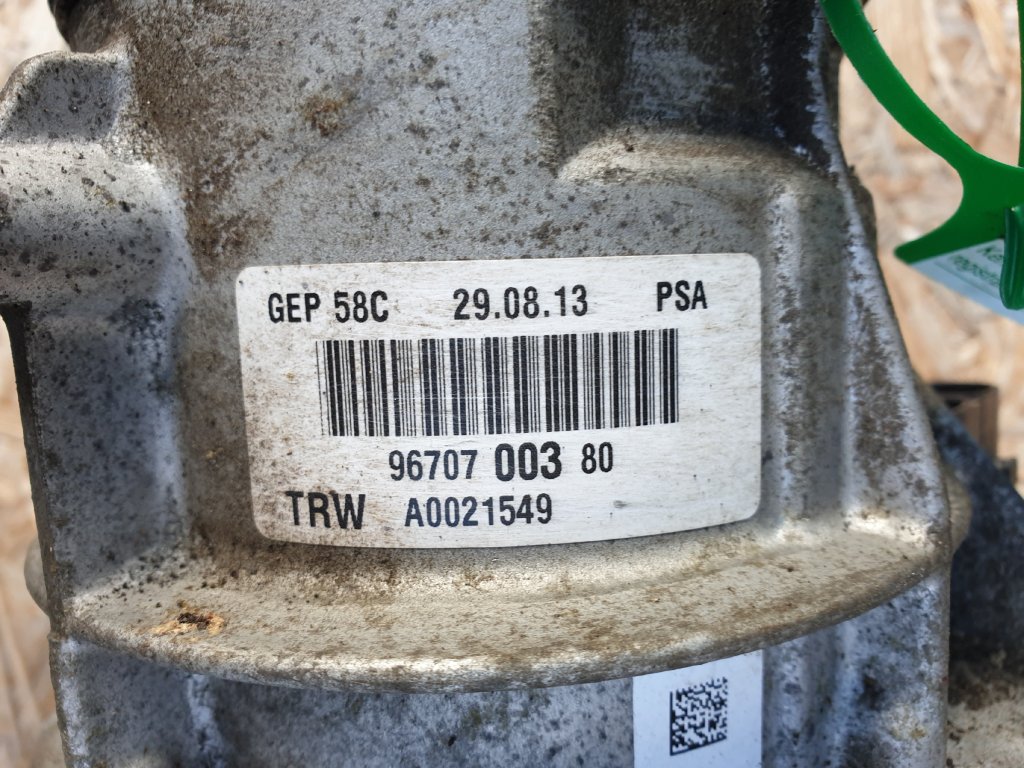 GEP 58C 29.08.13 PSA
96707 003 80
TRW A0021549